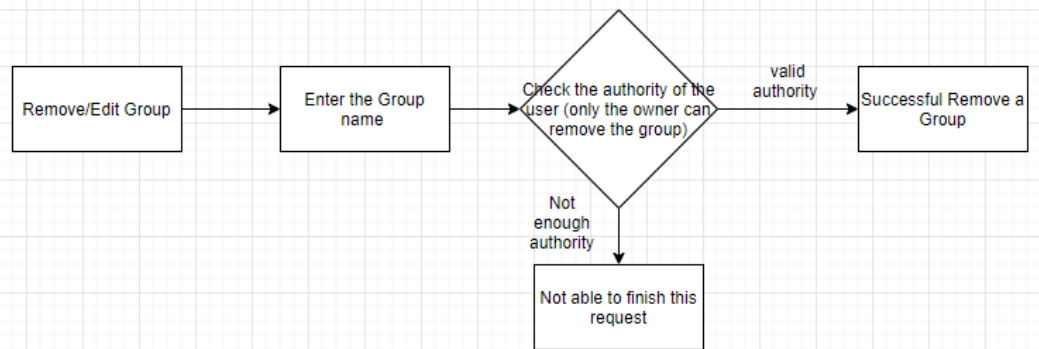 Remove/Edit Group
Enter the Group
name
Check the authority of the
user (only the owner can
remove the group)
valid
authority
Successful Remove a
Group
Not
enough
authority
Not able to finish this
request